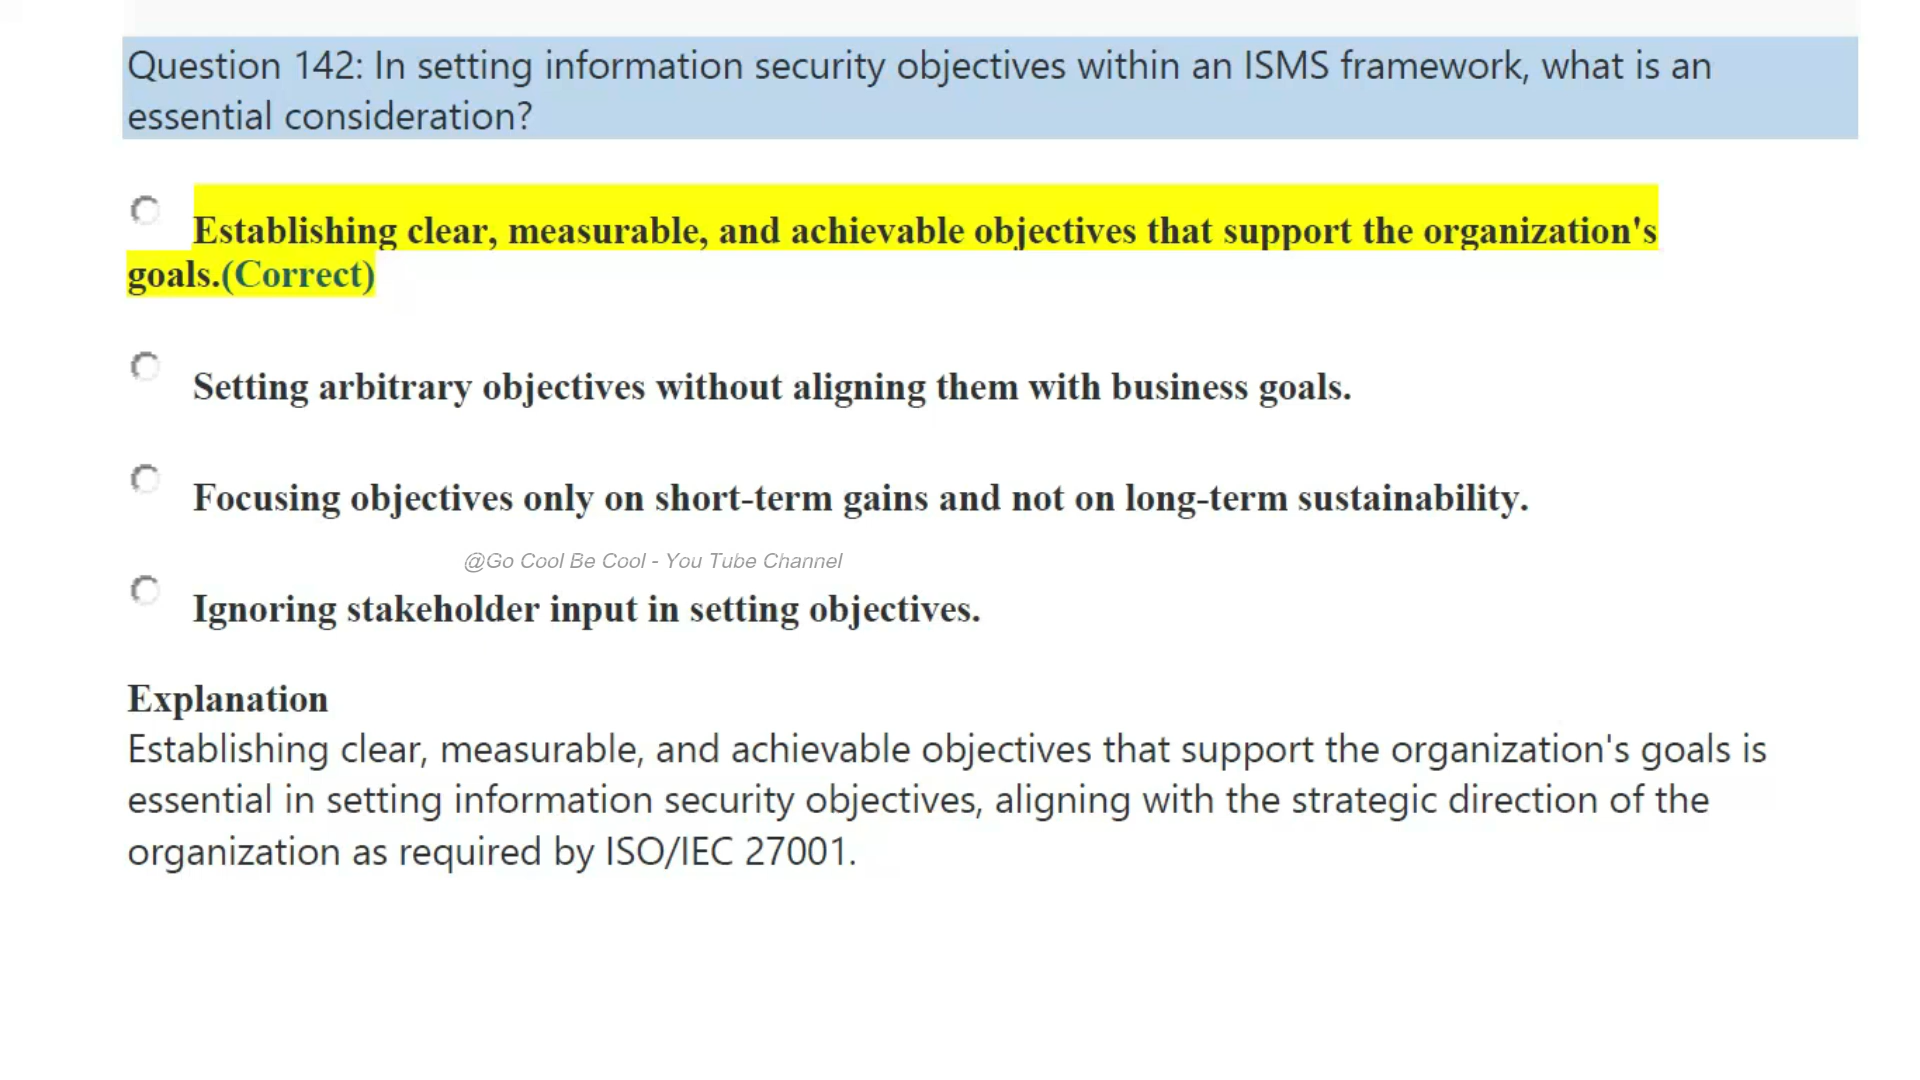 Question 142: In setting information security objectives within an ISMS framework, what is an
essential consideration?
Establishing clear, measurable, and achievable objectives that support the organization's
goals.(Correct)
Setting arbitrary objectives without aligning them with business goals.
Focusing objectives only on short-term gains and not on long-term sustainability.
@Go Cool Be Cool - You Tube Channel
Ignoring stakeholder input in setting objectives.
Explanation
Establishing clear, measurable, and achievable objectives that support the organization's goals is
essential in setting information security objectives, aligning with the strategic direction of the
organization as required by ISO/IEC 27001.